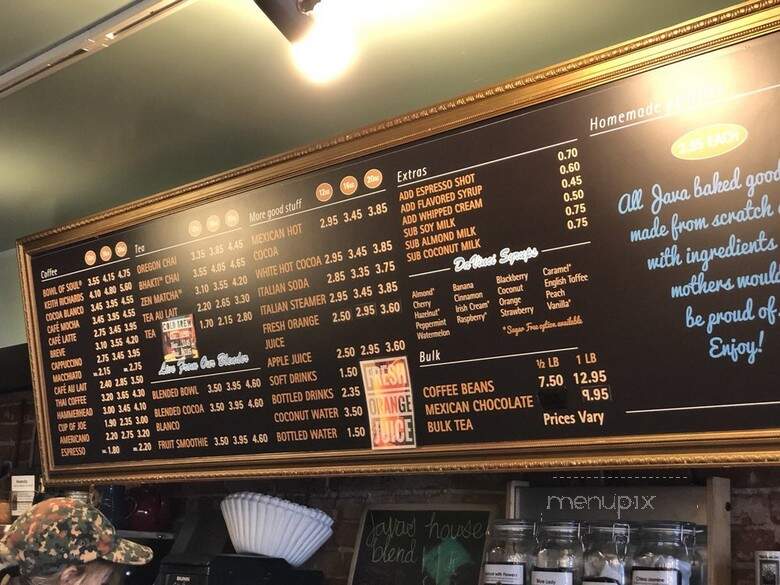 Coffee
BOWL OF SOUL® 3.55 4.15 4.75
KEITH RICHARDS 4.10 4.80 5.60
COCOA BLANCO 3.45 3.95 4.55
CAFÉ MOCHA 3.45 3.95 4.55
CAFÉ LATTE 2.75 3.45 3.95
BREVE 3.10 3.55 4.20
CAPPUCCINO 2.75 3.45 3.95
MACCHIATO 2.15 2.75
CAFÉ AU LAIT 2.40 2.85 3.50
THAI COFFEE 3.20 3.65 4.20
HAMMERHEAD 3.00 3.45 4.10
CUP OF JOE 1.90 2.35 3.00
AMERICANO 2.20 2.75 3.20
ESPRESSO 1.80 2.20
Tea
OREGON CHAI 3.35 3.85 4.45
BHAKTI® CHAI 3.55 4.05 4.65
ZEN MATCHA® 3.10 3.55 4.20
TEA AU LAIT 2.20 2.65 3.30
TEA 1.70 2.15 2.80
COLD BREW
Live From Our Blender
BLENDED BOWL 3.50 3.95 4.60
BLENDED COCOA 3.50 3.95 4.60
BLANCO
FRUIT SMOOTHIE 3.50 3.95 4.60
More good stuff 12oz 16oz 20oz
MEXICAN HOT 2.95 3.45 3.85
COCOA
WHITE HOT COCOA 2.95 3.45 3.85
ITALIAN SODA 2.85 3.35 3.75
ITALIAN STEAMER 2.95 3.45 3.85
FRESH ORANGE 2.50 2.95 3.60
JUICE
APPLE JUICE 2.50 2.95 3.60
SOFT DRINKS 1.50
BOTTLED DRINKS 2.35
COCONUT WATER 3.50
BOTTLED WATER 1.50
FRESH
ORANGE
JUICE
Extras
ADD ESPRESSO SHOT 0.70
ADD FLAVORED SYRUP 0.60
ADD WHIPPED CREAM 0.45
SUB SOY MILK 0.50
SUB ALMOND MILK 0.75
SUB COCONUT MILK 0.75
DaVinci Syrups
Almond*
Cherry
Hazelnut*
Peppermint
Watermelon
Banana
Cinnamon
Irish Cream*
Raspberry*
Blackberry
Coconut
Orange
Strawberry
Caramel*
English Toffee
Peach
Vanilla*
* Sugar Free option available
Bulk ½ LB 1 LB
COFFEE BEANS 7.50 12.95
MEXICAN CHOCOLATE 9.95
BULK TEA Prices Vary
Homemade
2.95 EACH
All Java baked good
made from scratch
with ingredients
mothers would
be proud of.
Enjoy!
menupix
Javas house
blend
BUNN